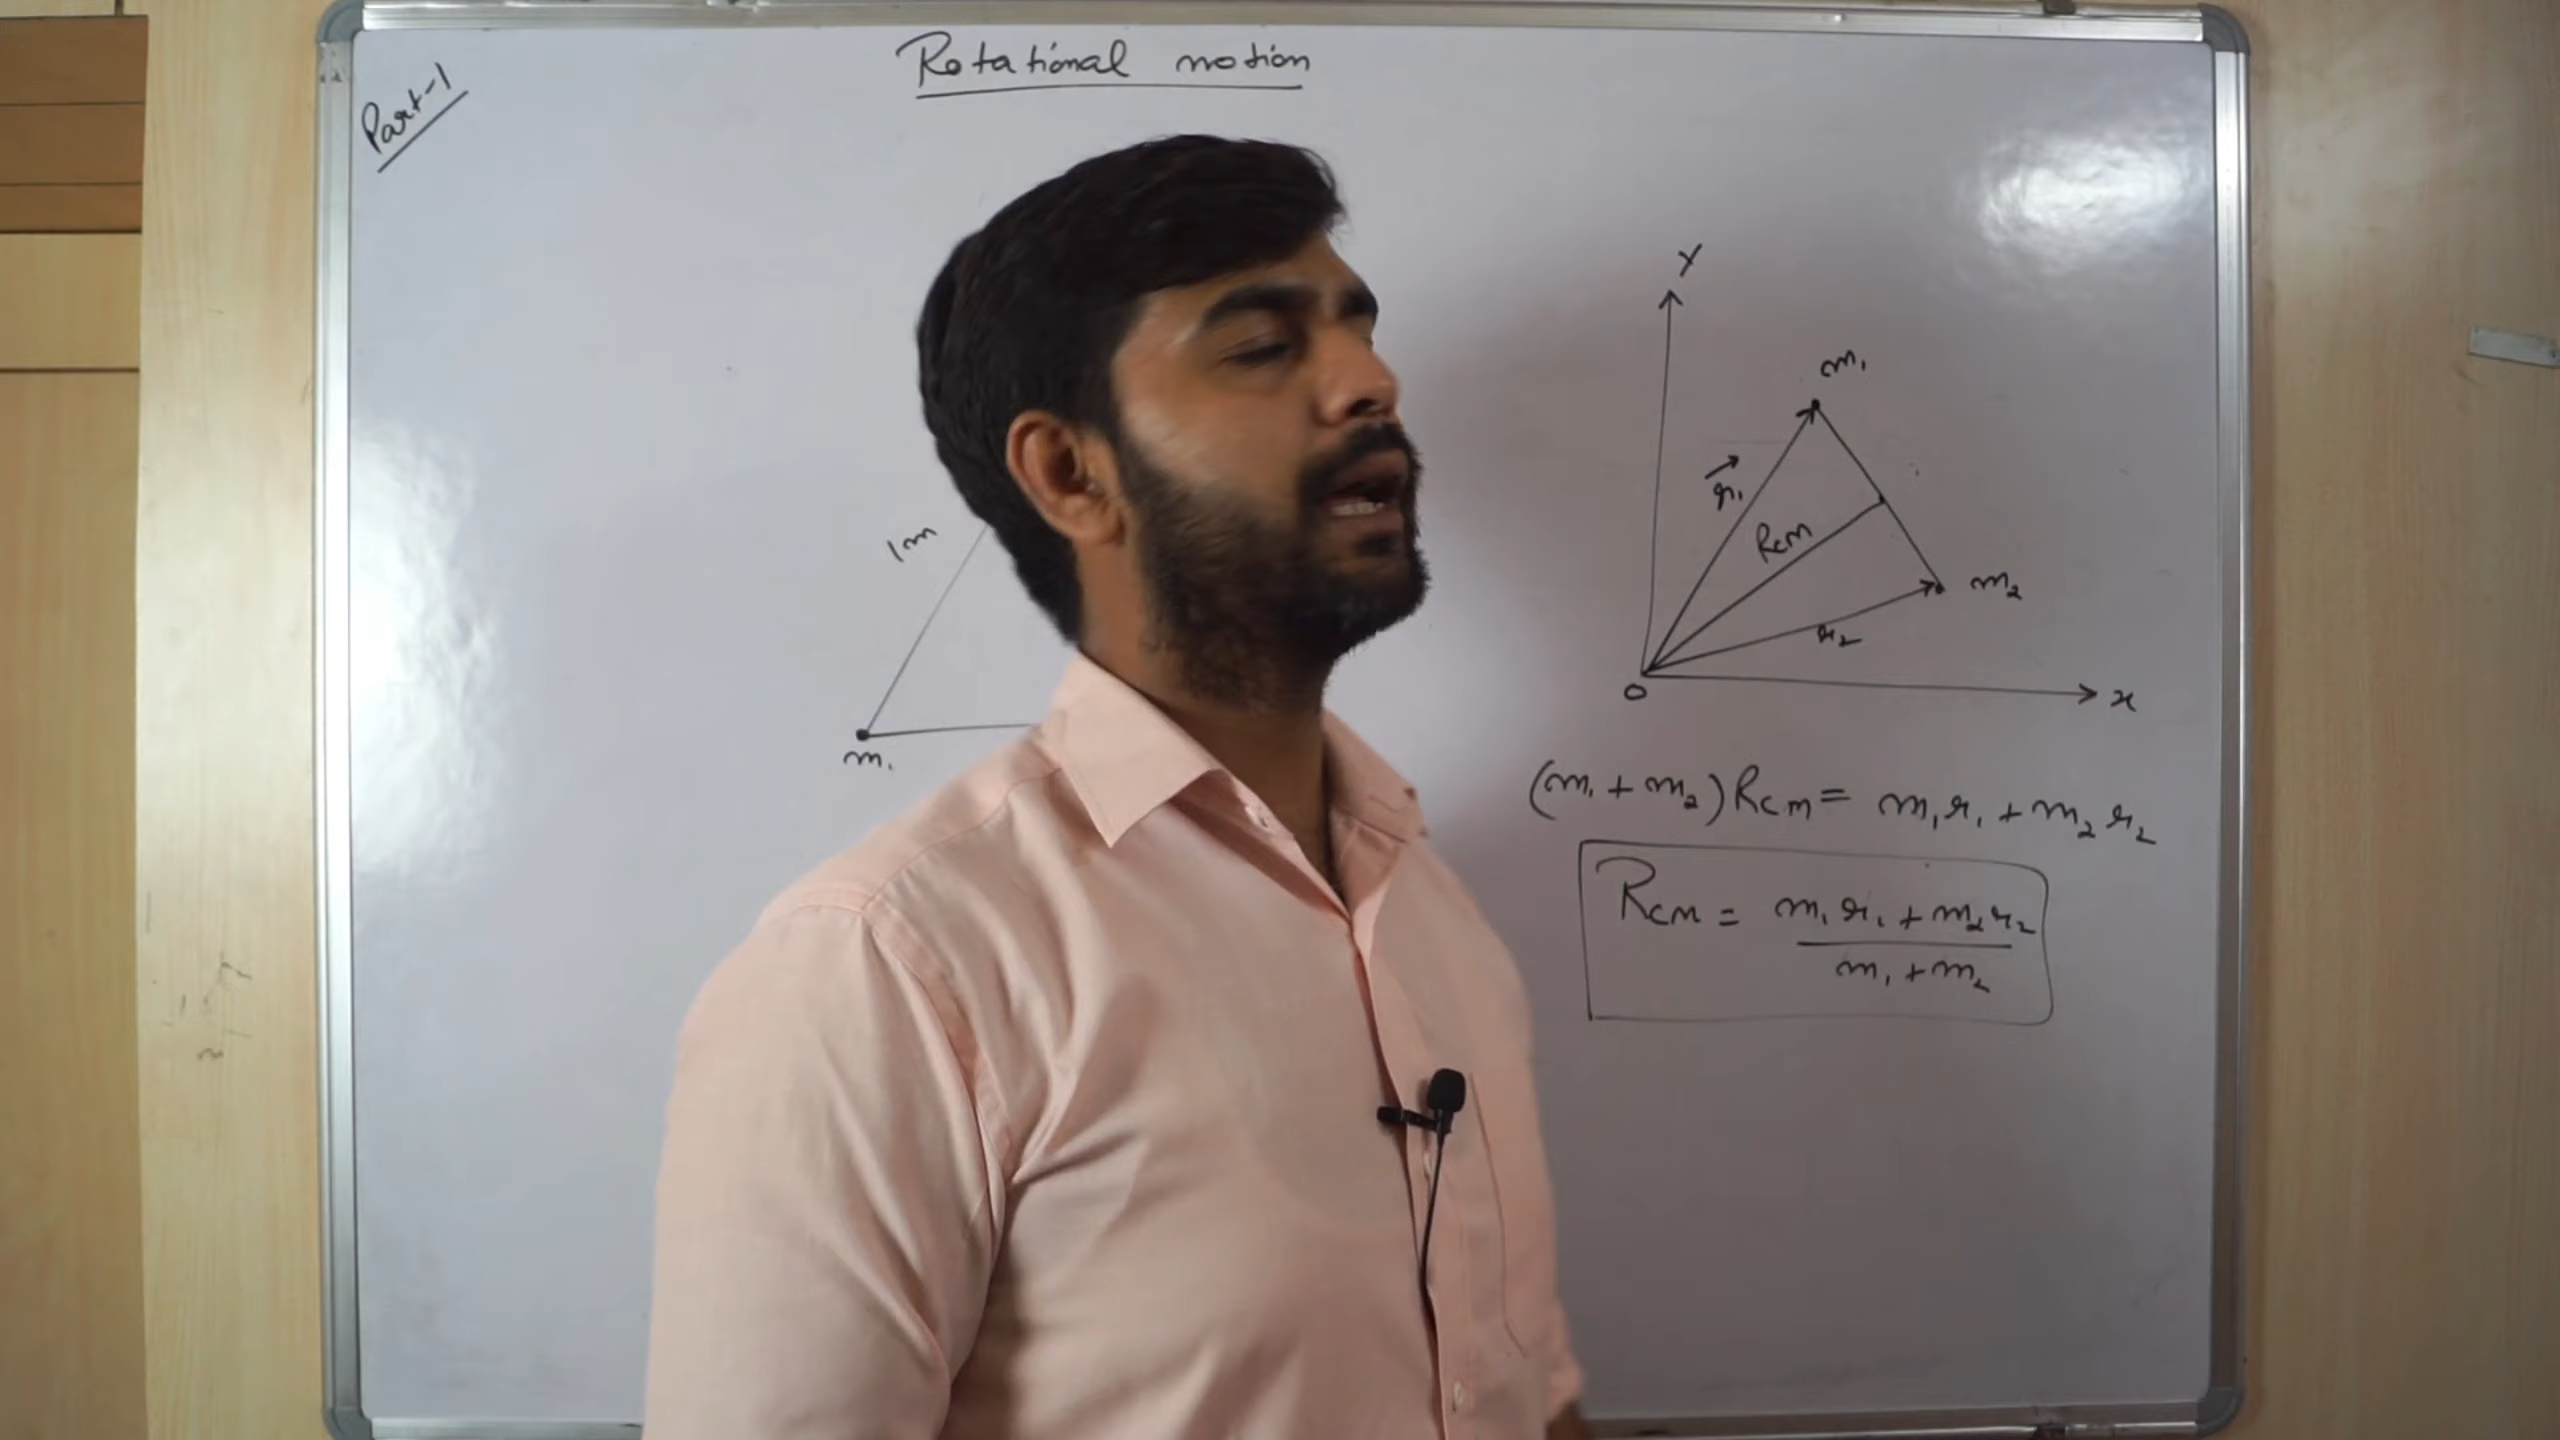 Part-1
Rotational motion
1m
m₁
Y
m₁
r₁
Rcm
m₂
r₂
O
x
(m₁ + m₂) Rcm = m₁r₁ + m₂r₂
Rcm = m₁r₁ + m₂r₂
m₁ + m₂